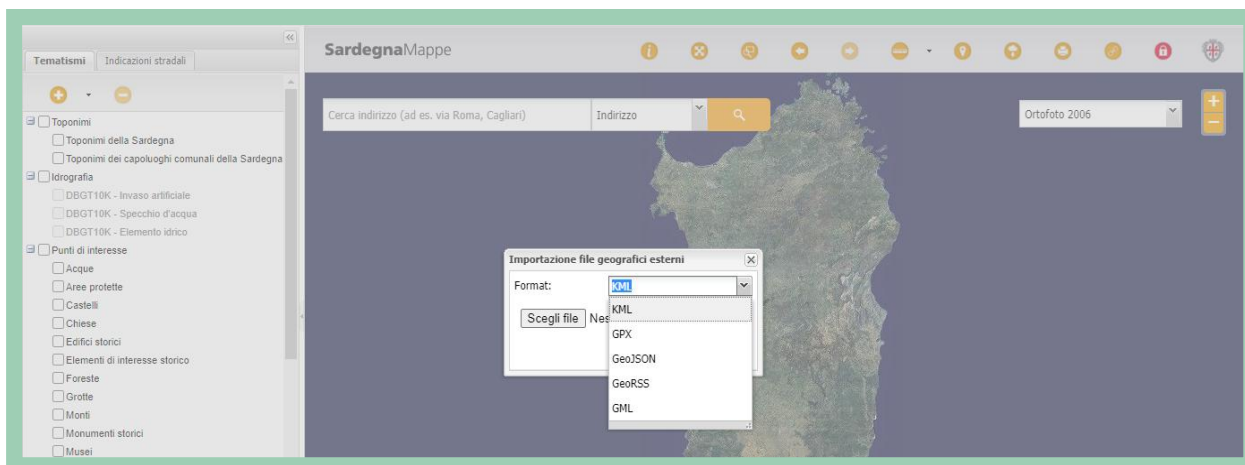 SardegnaMappe
Tematismi
Indicazioni stradali
Toponimi
Toponimi della Sardegna
Toponimi dei capoluoghi comunali della Sardegna
Idrografia
DBGT10K - Invaso artificiale
DBGT10K - Specchio d'acqua
DBGT10K - Elemento idrico
Punti di interesse
Acque
Aree protette
Castelli
Chiese
Edifici storici
Elementi di interesse storico
Foreste
Grotte
Monti
Monumenti storici
Musei
Cerca indirizzo (ad es. via Roma, Cagliari)
Indirizzo
Ortofoto 2006
Importazione file geografici esterni
Format:
KML
Scegli file
Nes
KML
GPX
GeoJSON
GeoRSS
GML